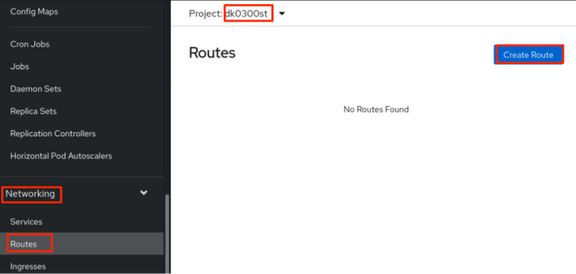 Config Maps
Cron Jobs
Jobs
Daemon Sets
Replica Sets
Replication Controllers
Horizontal Pod Autoscalers
Networking
Services
Routes
Ingresses
Project: dk0300st
Routes
Create Route
No Routes Found